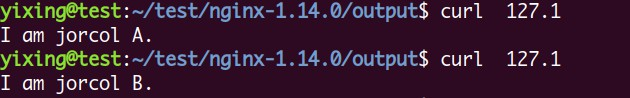 yixing@test:~/test/nginx-1.14.0/output$ curl  127.1
I am jorcol A.
yixing@test:~/test/nginx-1.14.0/output$ curl  127.1
I am jorcol B.